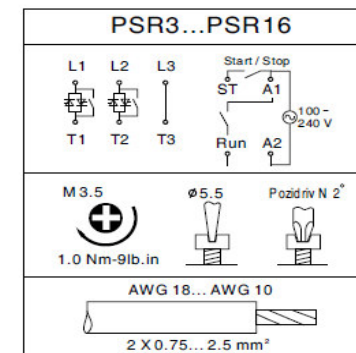 PSR3...PSR16
L1 L2 L3 Start / Stop
ST A1
100 -
240 V
T1 T2 T3 Run A2
M 3.5 ø5.5 Pozidriv N 2°
1.0 Nm-9lb.in
AWG 18... AWG 10
2 X 0.75... 2.5 mm²